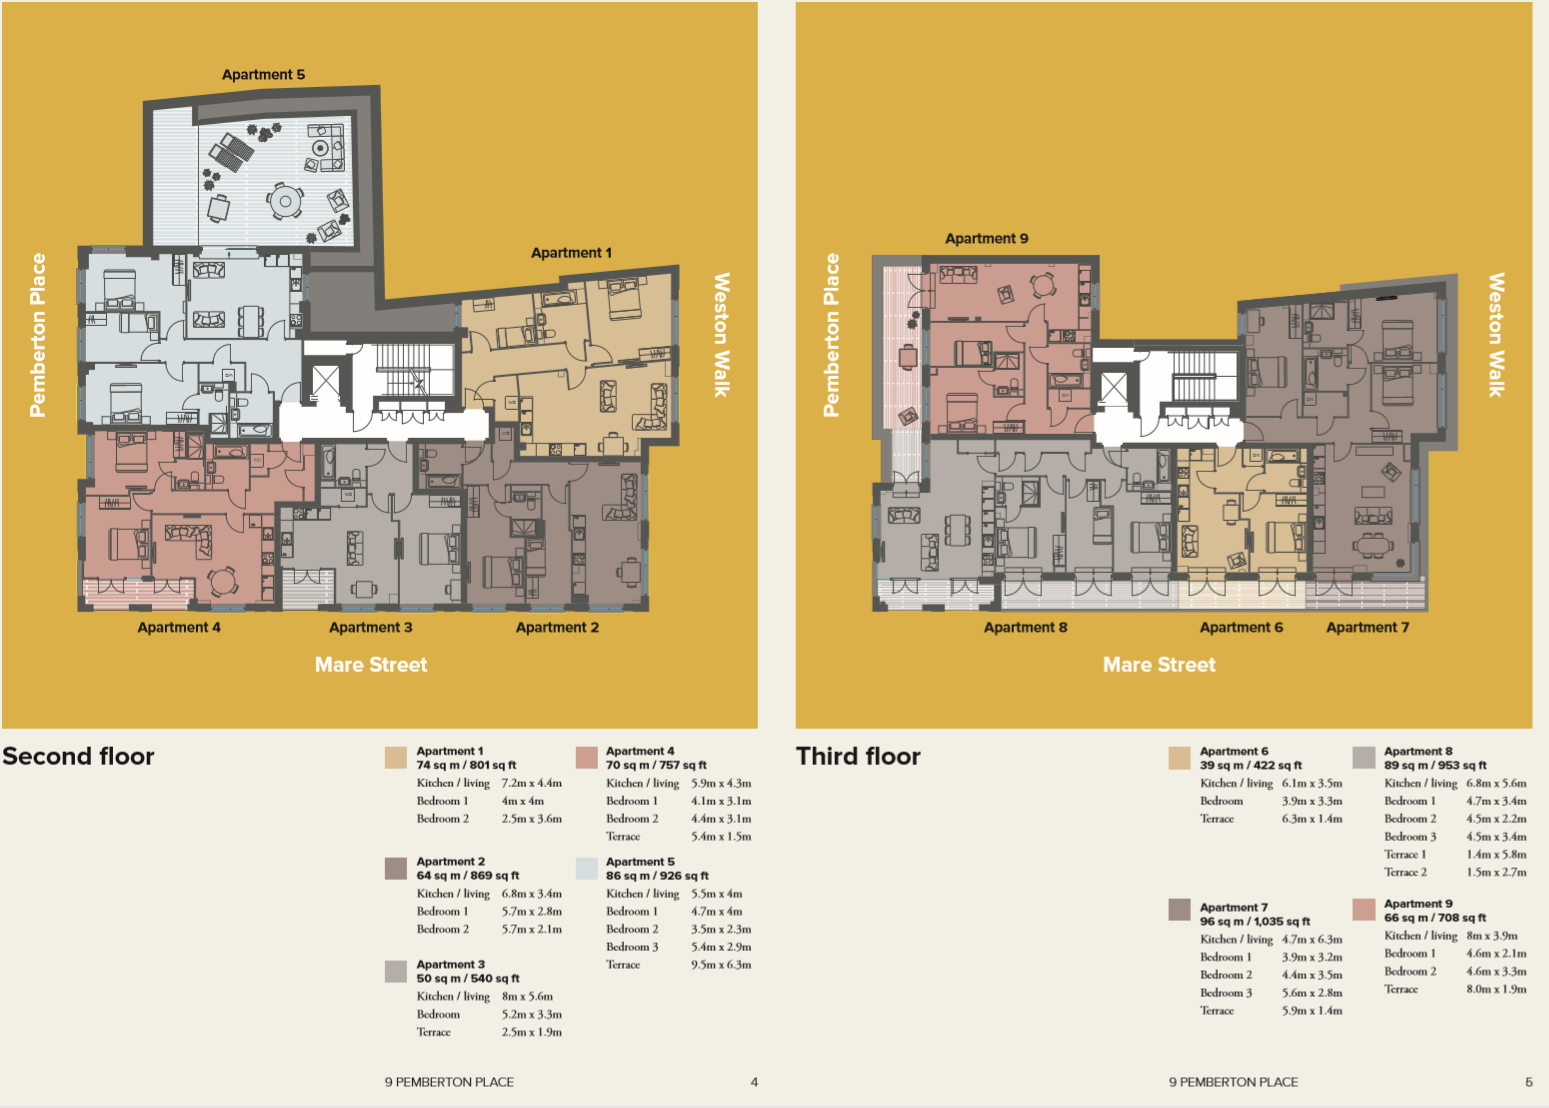 Apartment 5
Apartment 1
Pemberton Place
Weston Walk
Apartment 4
Apartment 3
Apartment 2
Mare Street
Second floor
Apartment 1
74 sq m / 801 sq ft
Kitchen / living 7.2m x 4.4m
Bedroom 1 4m x 4m
Bedroom 2 2.5m x 3.6m
Apartment 2
64 sq m / 869 sq ft
Kitchen / living 6.8m x 3.4m
Bedroom 1 5.7m x 2.8m
Bedroom 2 5.7m x 2.1m
Apartment 3
50 sq m / 540 sq ft
Kitchen / living 8m x 5.6m
Bedroom 5.2m x 3.3m
Terrace 2.5m x 1.9m
Apartment 4
70 sq m / 757 sq ft
Kitchen / living 5.9m x 4.3m
Bedroom 1 4.1m x 3.1m
Bedroom 2 4.4m x 3.1m
Terrace 5.4m x 1.5m
Apartment 5
86 sq m / 926 sq ft
Kitchen / living 5.5m x 4m
Bedroom 1 4.7m x 4m
Bedroom 2 3.5m x 2.3m
Bedroom 3 5.4m x 2.9m
Terrace 9.5m x 6.3m
9 PEMBERTON PLACE
4
Apartment 9
Pemberton Place
Weston Walk
Apartment 8
Apartment 6
Apartment 7
Mare Street
Third floor
Apartment 6
39 sq m / 422 sq ft
Kitchen / living 6.1m x 3.5m
Bedroom 3.9m x 3.3m
Terrace 6.3m x 1.4m
Apartment 7
96 sq m / 1,035 sq ft
Kitchen / living 4.7m x 6.3m
Bedroom 1 3.9m x 3.2m
Bedroom 2 4.4m x 3.5m
Bedroom 3 5.6m x 2.8m
Terrace 5.9m x 1.4m
Apartment 8
89 sq m / 953 sq ft
Kitchen / living 6.8m x 5.6m
Bedroom 1 4.7m x 3.4m
Bedroom 2 4.5m x 2.2m
Bedroom 3 4.5m x 3.4m
Terrace 1 1.4m x 5.8m
Terrace 2 1.5m x 2.7m
Apartment 9
66 sq m / 708 sq ft
Kitchen / living 8m x 3.9m
Bedroom 1 4.6m x 2.1m
Bedroom 2 4.6m x 3.3m
Terrace 8.0m x 1.9m
9 PEMBERTON PLACE
5